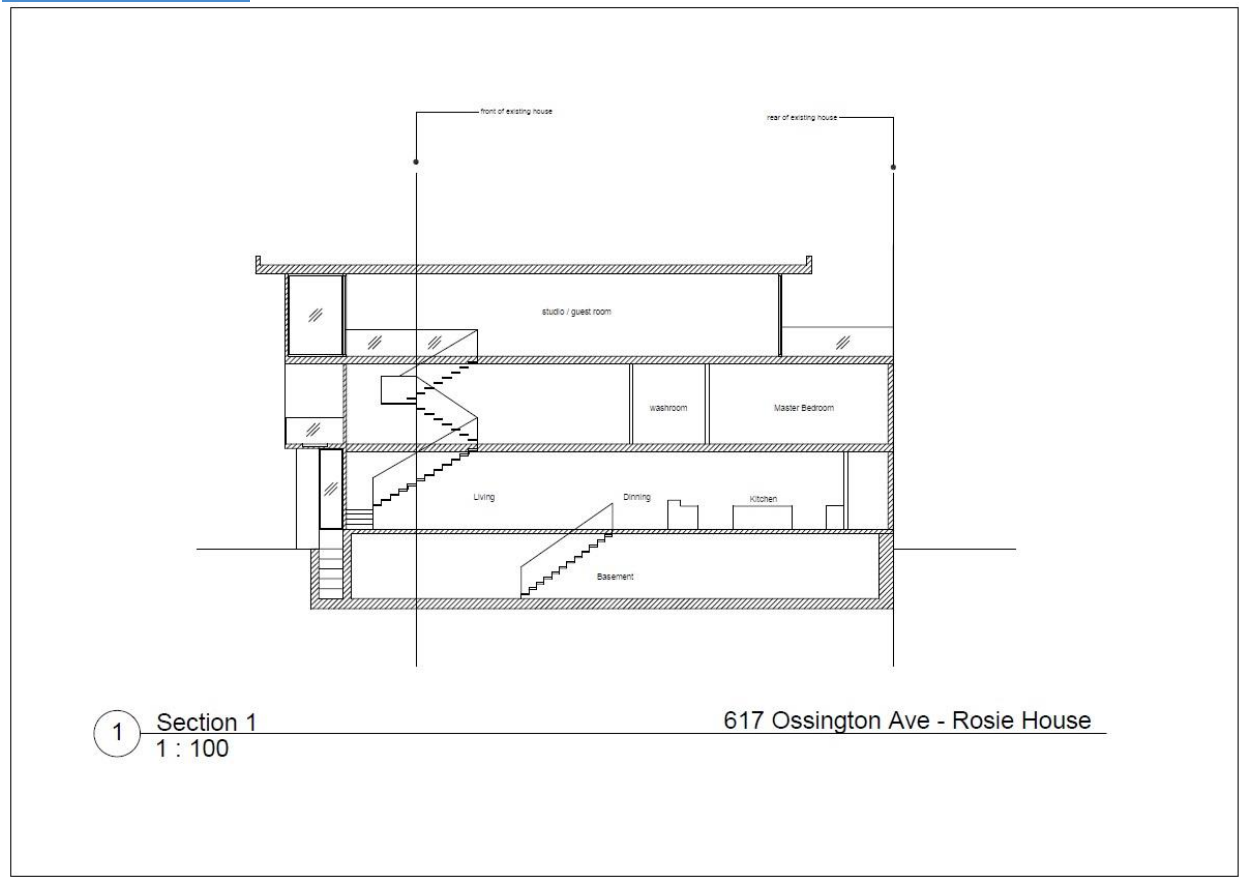 front of existing house
rear of existing house
studio / guest room
washroom
Master Bedroom
Living
Dinning
Kitchen
Basement
1
Section 1
1 : 100
617 Ossington Ave - Rosie House